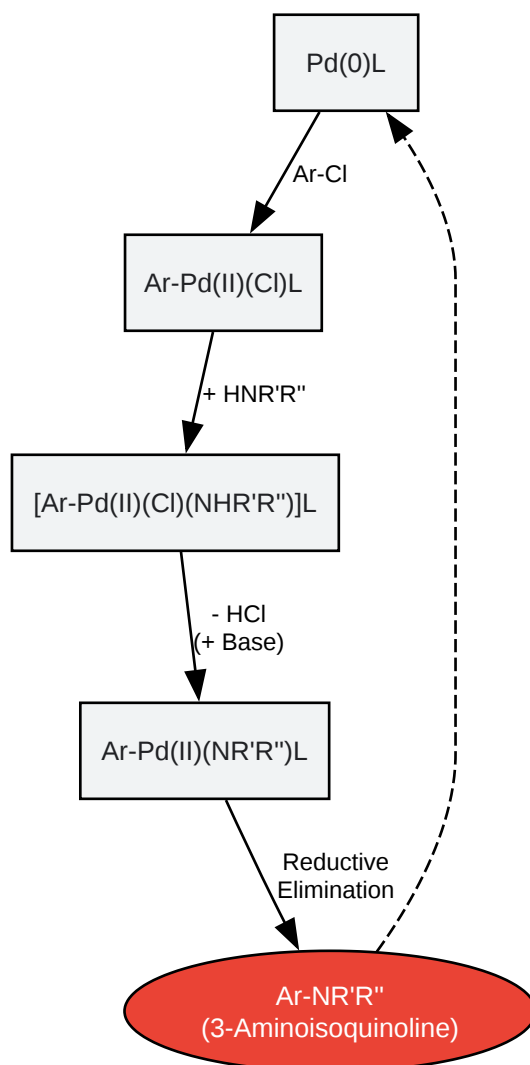 Pd(0)L
Ar-Cl
Ar-Pd(II)(Cl)L
+ HNR'R"
[Ar-Pd(II)(Cl)(NHR'R")]L
- HCl
(+ Base)
Ar-Pd(II)(NR'R")L
Reductive
Elimination
Ar-NR'R"
(3-Aminoisoquinoline)